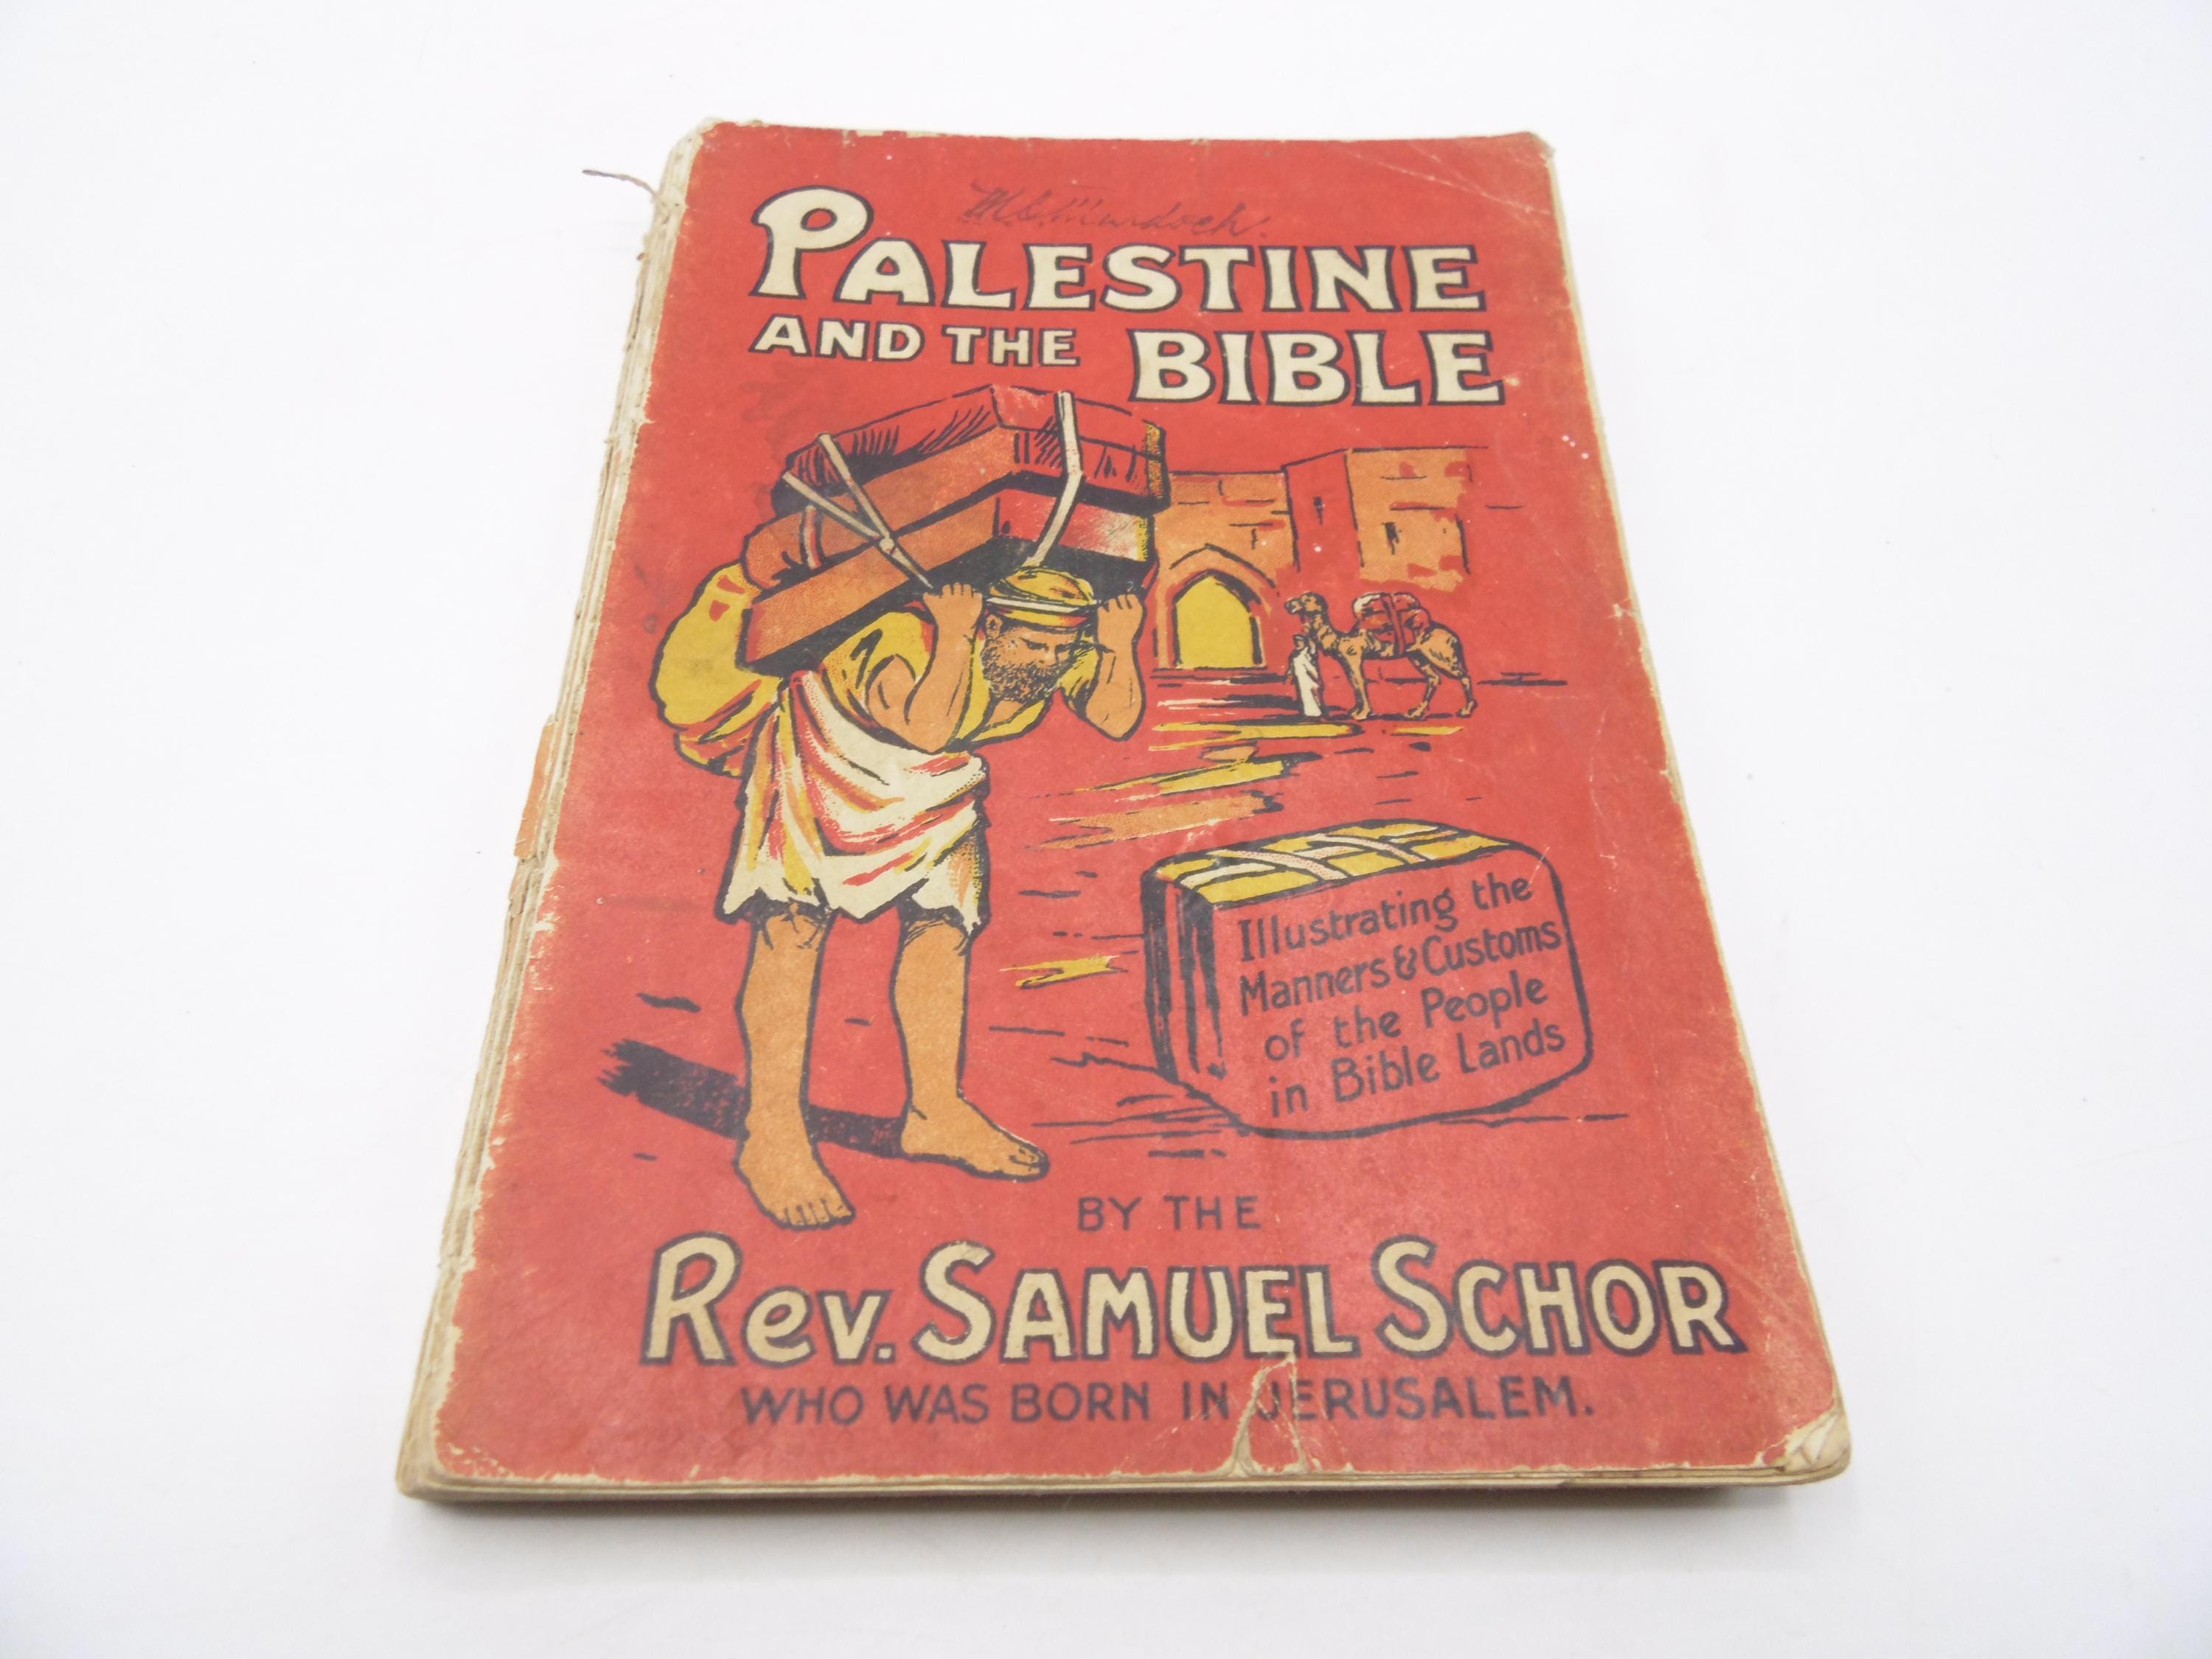 M.C. Murdoch.
PALESTINE
AND THE BIBLE
Illustrating the
Manners & Customs
of the People
in Bible Lands
BY THE
Rev. SAMUEL SCHOR
WHO WAS BORN IN JERUSALEM.